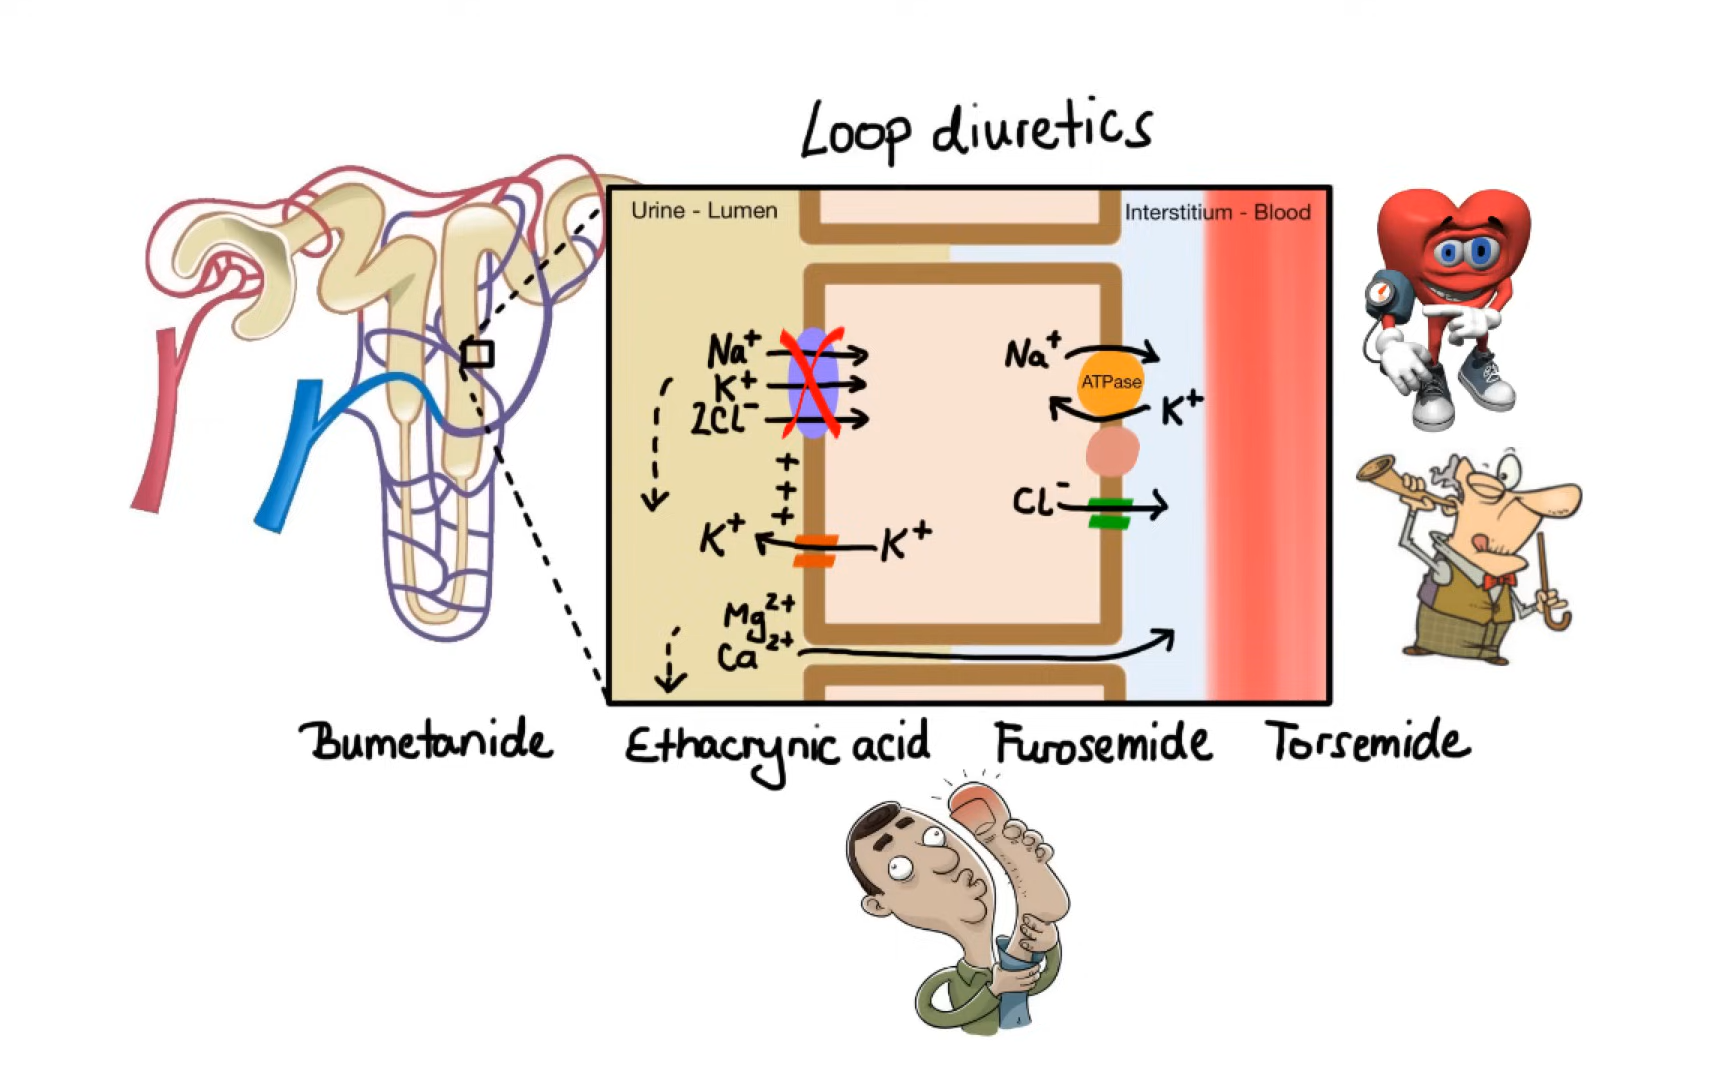 Loop diuretics
Urine - Lumen
Interstitium - Blood
Na⁺
K⁺
2Cl⁻
Na⁺
ATPase
K⁺
+
+
+
Cl⁻
K⁺
K⁺
Mg²⁺
Ca²⁺
Bumetanide Ethacrynic acid Furosemide Torsemide